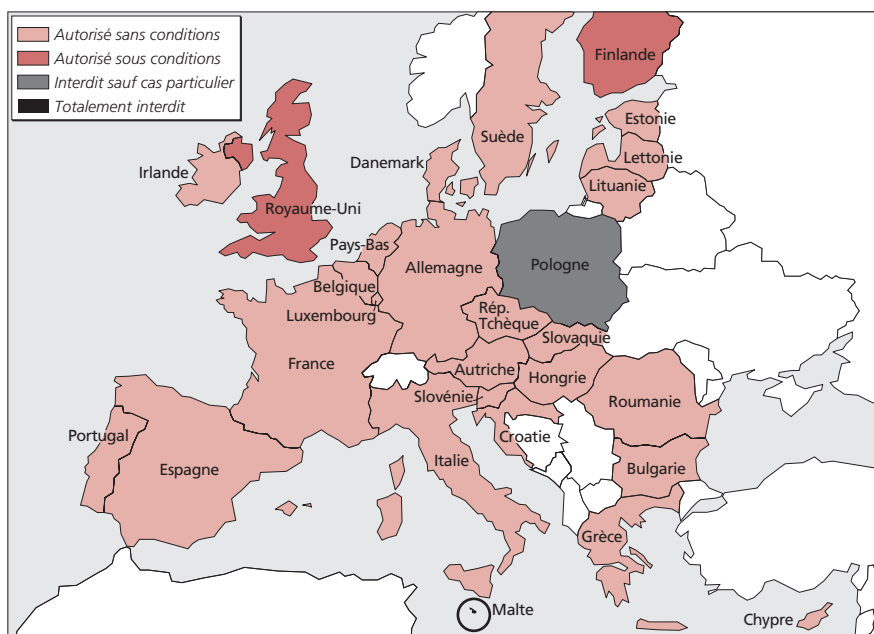 Autorisé sans conditions
Autorisé sous conditions
Interdit sauf cas particulier
Totalement interdit
Finlande
Estonie
Suède
Lettonie
Danemark
Irlande
Lituanie
Royaume-Uni
Pays-Bas
Allemagne
Pologne
Belgique
Rép.
Tchèque
Luxembourg
Slovaquie
France
Autriche
Hongrie
Slovénie
Roumanie
Portugal
Croatie
Italie
Espagne
Bulgarie
Grèce
Malte
Chypre